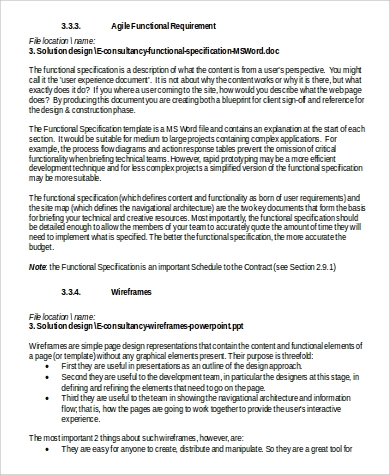 3.3.3. Agile Functional Requirement
File location \ name:
3. Solution design \E-consultancy-functional-specification-MSWord.doc
The functional specification is a description of what the content is from a user's perspective. You might
call it the 'user experience document'. It is not about why the content works or why it is there, but what
exactly does it do? If you where a user coming to the site, how would you describe what the web page
does? By producing this document you are creating both a blueprint for client sign-off and reference for
the design & construction phase.
The Functional Specification template is a MS Word file and contains an explanation at the start of each
section. It would be suitable for medium to large projects containing complex applications. For
example, the process flow diagrams and action response tables prevent the omission of critical
functionality when briefing technical teams. However, rapid prototyping may be a more efficient
development technique and for less complex projects a simplified version of the functional specification
may be more suitable.
The functional specification (which defines content and functionality as born of user requirements) and
the site map (which defines the navigational architecture) are the two key documents that form the basis
for briefing your technical and creative resources. Most importantly, the functional specification should
be detailed enough to allow the members of your team to accurately quote the amount of time they will
need to implement what is specified. The better the functional specification, the more accurate the
budget.
Note: the Functional Specification is an important Schedule to the Contract (see Section 2.9.1)
3.3.4. Wireframes
File location \ name:
3. Solution design \E-consultancy-wireframes-powerpoint.ppt
Wireframes are simple page design representations that contain the content and functional elements of
a page (or template) without any graphical elements present. Their purpose is threefold:
• First they are useful in presentations as an outline of the design approach.
• Second they are useful to the development team, in particular the designers at this stage, in
defining and refining the elements that need to go on the page.
• Third they are useful to the team in showing the navigational architecture and information
flow; that is, how the pages are going to work together to provide the user's interactive
experience.
The most important 2 things about such wireframes, however, are:
• They are easy for anyone to create, distribute and manipulate. So they are a great tool for